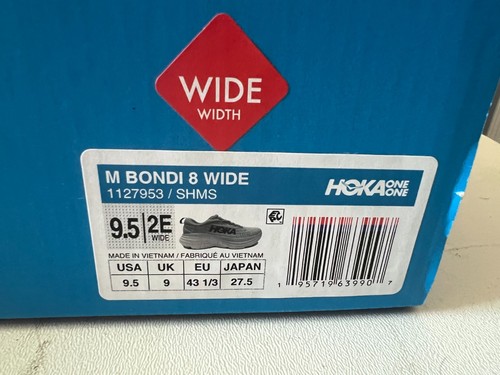 WIDE
WIDTH
M BONDI 8 WIDE
1127953 / SHMS
HOKA ONE ONE
9.5 2E WIDE
HOKA
MADE IN VIETNAM / FABRIQUÉ AU VIETNAM
USA UK EU JAPAN
9.5 9 43 1/3 27.5
1 95719 63990 7